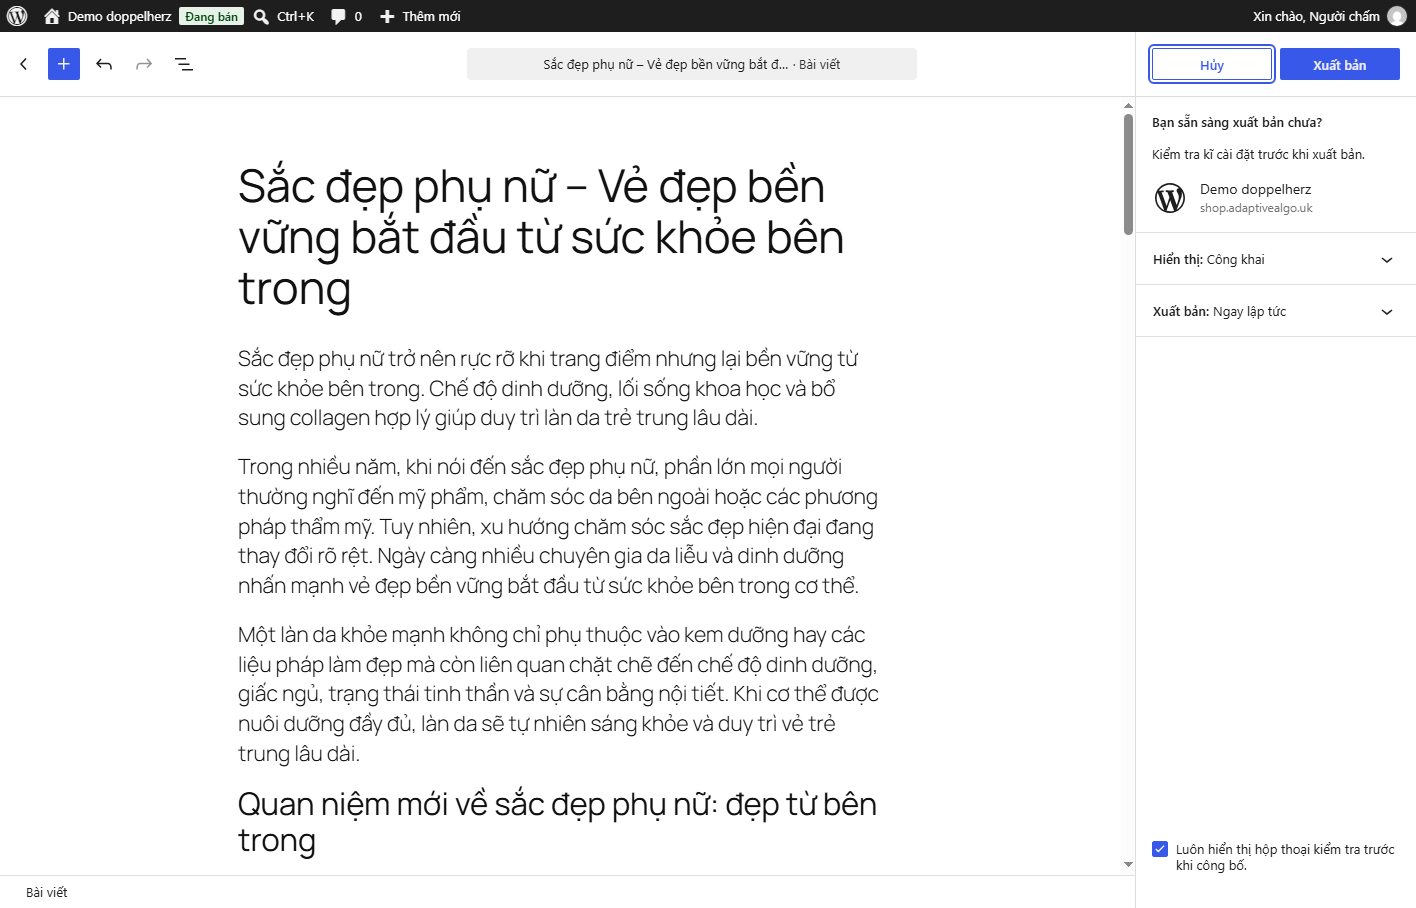 Demo doppelherz Đang bán Ctrl+K 0 Thêm mới Xin chào, Người chấm
Sắc đẹp phụ nữ – Vẻ đẹp bền vững bắt đ... · Bài viết
Hủy Xuất bản
Sắc đẹp phụ nữ – Vẻ đẹp bền
vững bắt đầu từ sức khỏe bên
trong
Sắc đẹp phụ nữ trở nên rực rỡ khi trang điểm nhưng lại bền vững từ
sức khỏe bên trong. Chế độ dinh dưỡng, lối sống khoa học và bổ
sung collagen hợp lý giúp duy trì làn da trẻ trung lâu dài.
Trong nhiều năm, khi nói đến sắc đẹp phụ nữ, phần lớn mọi người
thường nghĩ đến mỹ phẩm, chăm sóc da bên ngoài hoặc các phương
pháp thẩm mỹ. Tuy nhiên, xu hướng chăm sóc sắc đẹp hiện đại đang
thay đổi rõ rệt. Ngày càng nhiều chuyên gia da liễu và dinh dưỡng
nhấn mạnh vẻ đẹp bền vững bắt đầu từ sức khỏe bên trong cơ thể.
Một làn da khỏe mạnh không chỉ phụ thuộc vào kem dưỡng hay các
liệu pháp làm đẹp mà còn liên quan chặt chẽ đến chế độ dinh dưỡng,
giấc ngủ, trạng thái tinh thần và sự cân bằng nội tiết. Khi cơ thể được
nuôi dưỡng đầy đủ, làn da sẽ tự nhiên sáng khỏe và duy trì vẻ trẻ
trung lâu dài.
Quan niệm mới về sắc đẹp phụ nữ: đẹp từ bên
trong
Bài viết
Bạn sẵn sàng xuất bản chưa?
Kiểm tra kĩ cài đặt trước khi xuất bản.
Demo doppelherz
shop.adaptivealgo.uk
Hiển thị: Công khai
Xuất bản: Ngay lập tức
Luôn hiển thị hộp thoại kiểm tra trước
khi công bố.